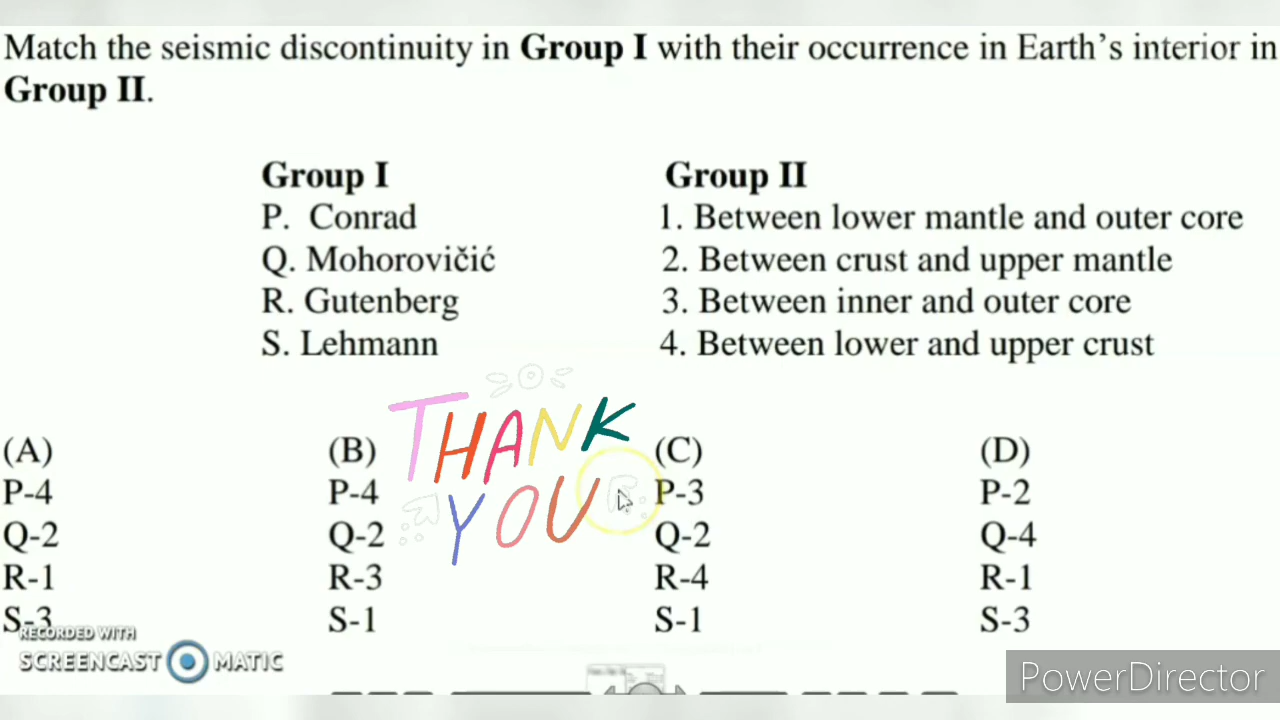 Match the seismic discontinuity in Group I with their occurrence in Earth's interior in
Group II.
Group I
P. Conrad
Q. Mohorovičić
R. Gutenberg
S. Lehmann
Group II
1. Between lower mantle and outer core
2. Between crust and upper mantle
3. Between inner and outer core
4. Between lower and upper crust
THANK
YOU
(A)
P-4
Q-2
R-1
S-3
(B)
P-4
Q-2
R-3
S-1
(C)
P-3
Q-2
R-4
S-1
(D)
P-2
Q-4
R-1
S-3
RECORDED WITH
SCREENCAST MATIC
PowerDirector